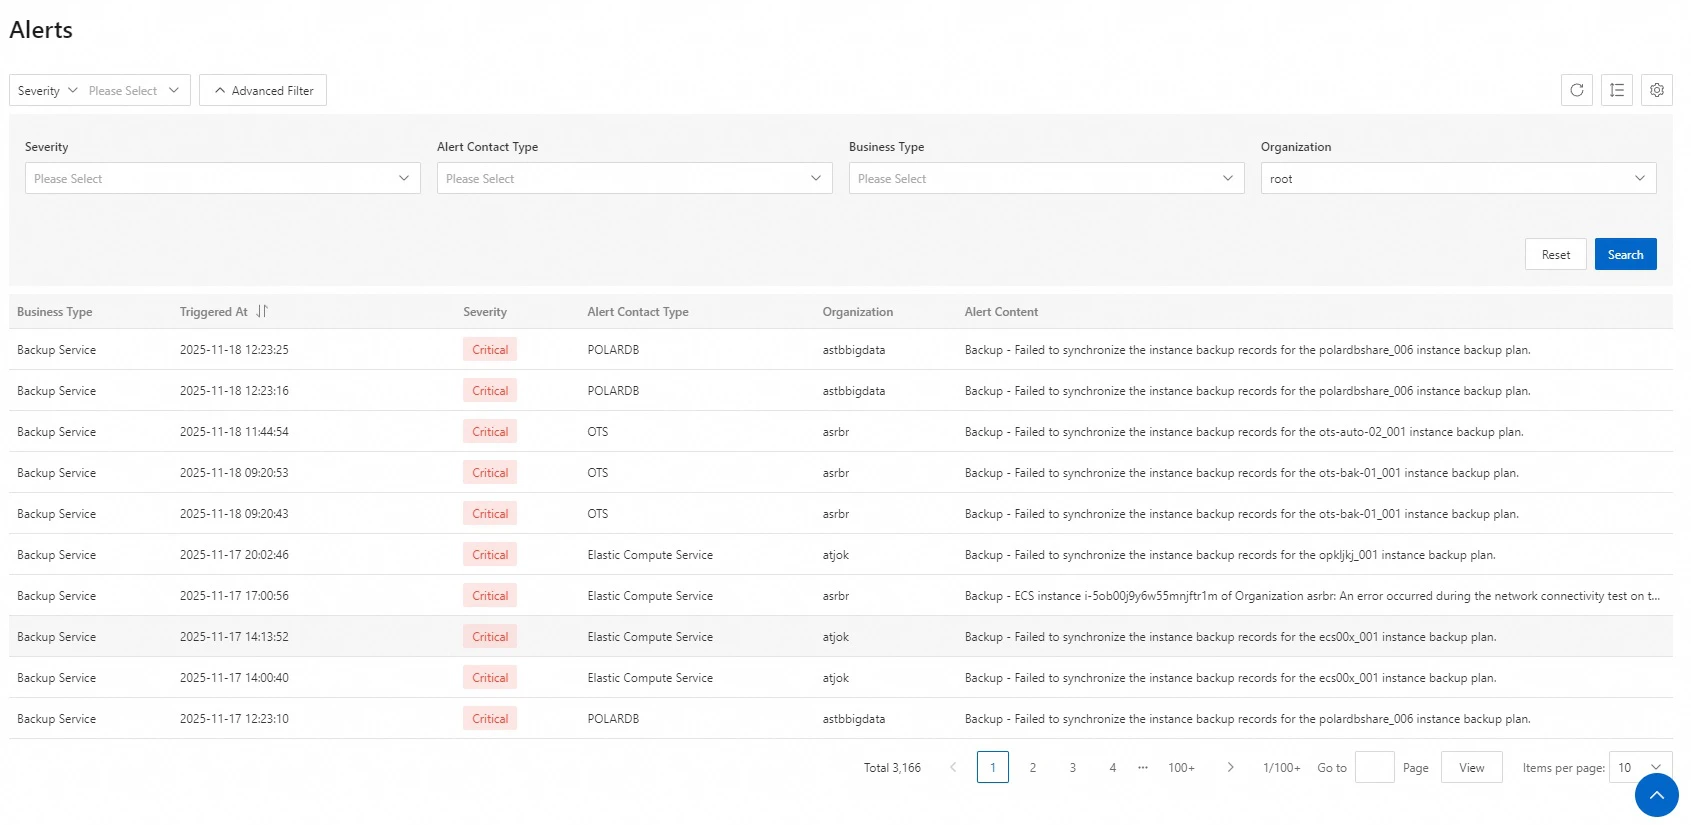 Alerts
Severity Please Select Advanced Filter
Severity Alert Contact Type Business Type Organization
Please Select Please Select Please Select root
Reset Search
Business Type Triggered At Severity Alert Contact Type Organization Alert Content
Backup Service 2025-11-18 12:23:25 Critical POLARDB astbbigdata Backup - Failed to synchronize the instance backup records for the polardbshare_006 instance backup plan.
Backup Service 2025-11-18 12:23:16 Critical POLARDB astbbigdata Backup - Failed to synchronize the instance backup records for the polardbshare_006 instance backup plan.
Backup Service 2025-11-18 11:44:54 Critical OTS asrbr Backup - Failed to synchronize the instance backup records for the ots-auto-02_001 instance backup plan.
Backup Service 2025-11-18 09:20:53 Critical OTS asrbr Backup - Failed to synchronize the instance backup records for the ots-bak-01_001 instance backup plan.
Backup Service 2025-11-18 09:20:43 Critical OTS asrbr Backup - Failed to synchronize the instance backup records for the ots-bak-01_001 instance backup plan.
Backup Service 2025-11-17 20:02:46 Critical Elastic Compute Service atjok Backup - Failed to synchronize the instance backup records for the opkljkj_001 instance backup plan.
Backup Service 2025-11-17 17:00:56 Critical Elastic Compute Service asrbr Backup - ECS instance i-5ob00j9y6w55mnjftr1m of Organization asrbr: An error occurred during the network connectivity test on t...
Backup Service 2025-11-17 14:13:52 Critical Elastic Compute Service atjok Backup - Failed to synchronize the instance backup records for the ecs00x_001 instance backup plan.
Backup Service 2025-11-17 14:00:40 Critical Elastic Compute Service atjok Backup - Failed to synchronize the instance backup records for the ecs00x_001 instance backup plan.
Backup Service 2025-11-17 12:23:10 Critical POLARDB astbbigdata Backup - Failed to synchronize the instance backup records for the polardbshare_006 instance backup plan.
Total 3,166 1 2 3 4 ··· 100+ 1/100+ Go to Page View Items per page: 10